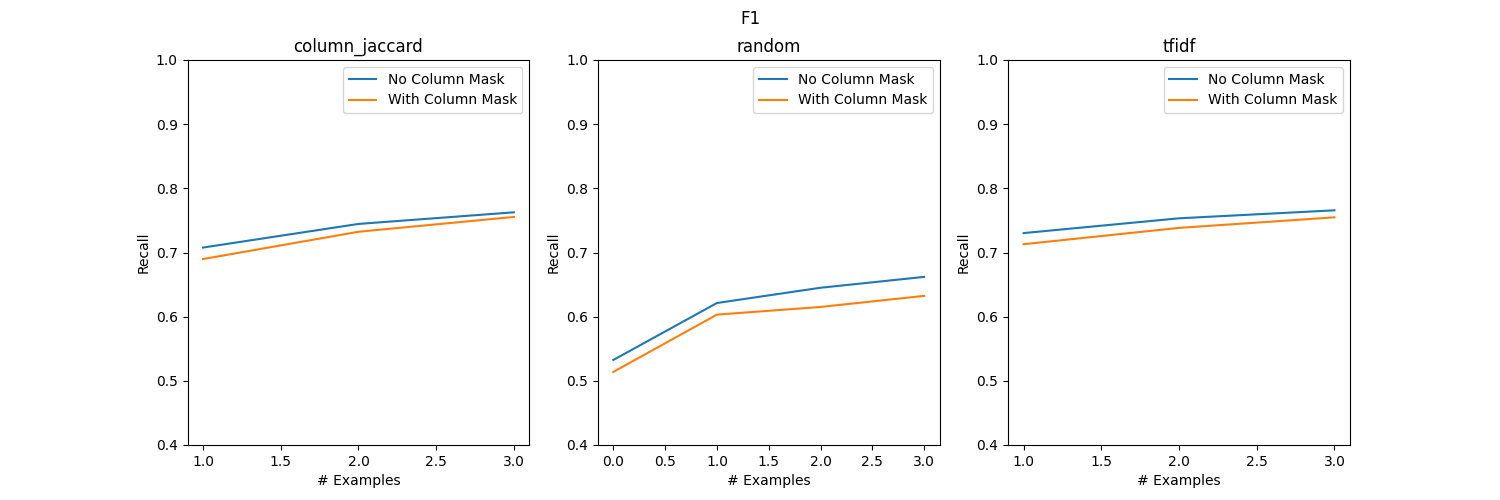 F1
column_jaccard
1.0
0.9
0.8
0.7
0.6
0.5
0.4
Recall
No Column Mask
With Column Mask
1.0 1.5 2.0 2.5 3.0
# Examples
random
1.0
0.9
0.8
0.7
0.6
0.5
0.4
Recall
No Column Mask
With Column Mask
0.0 0.5 1.0 1.5 2.0 2.5 3.0
# Examples
tfidf
1.0
0.9
0.8
0.7
0.6
0.5
0.4
Recall
No Column Mask
With Column Mask
1.0 1.5 2.0 2.5 3.0
# Examples